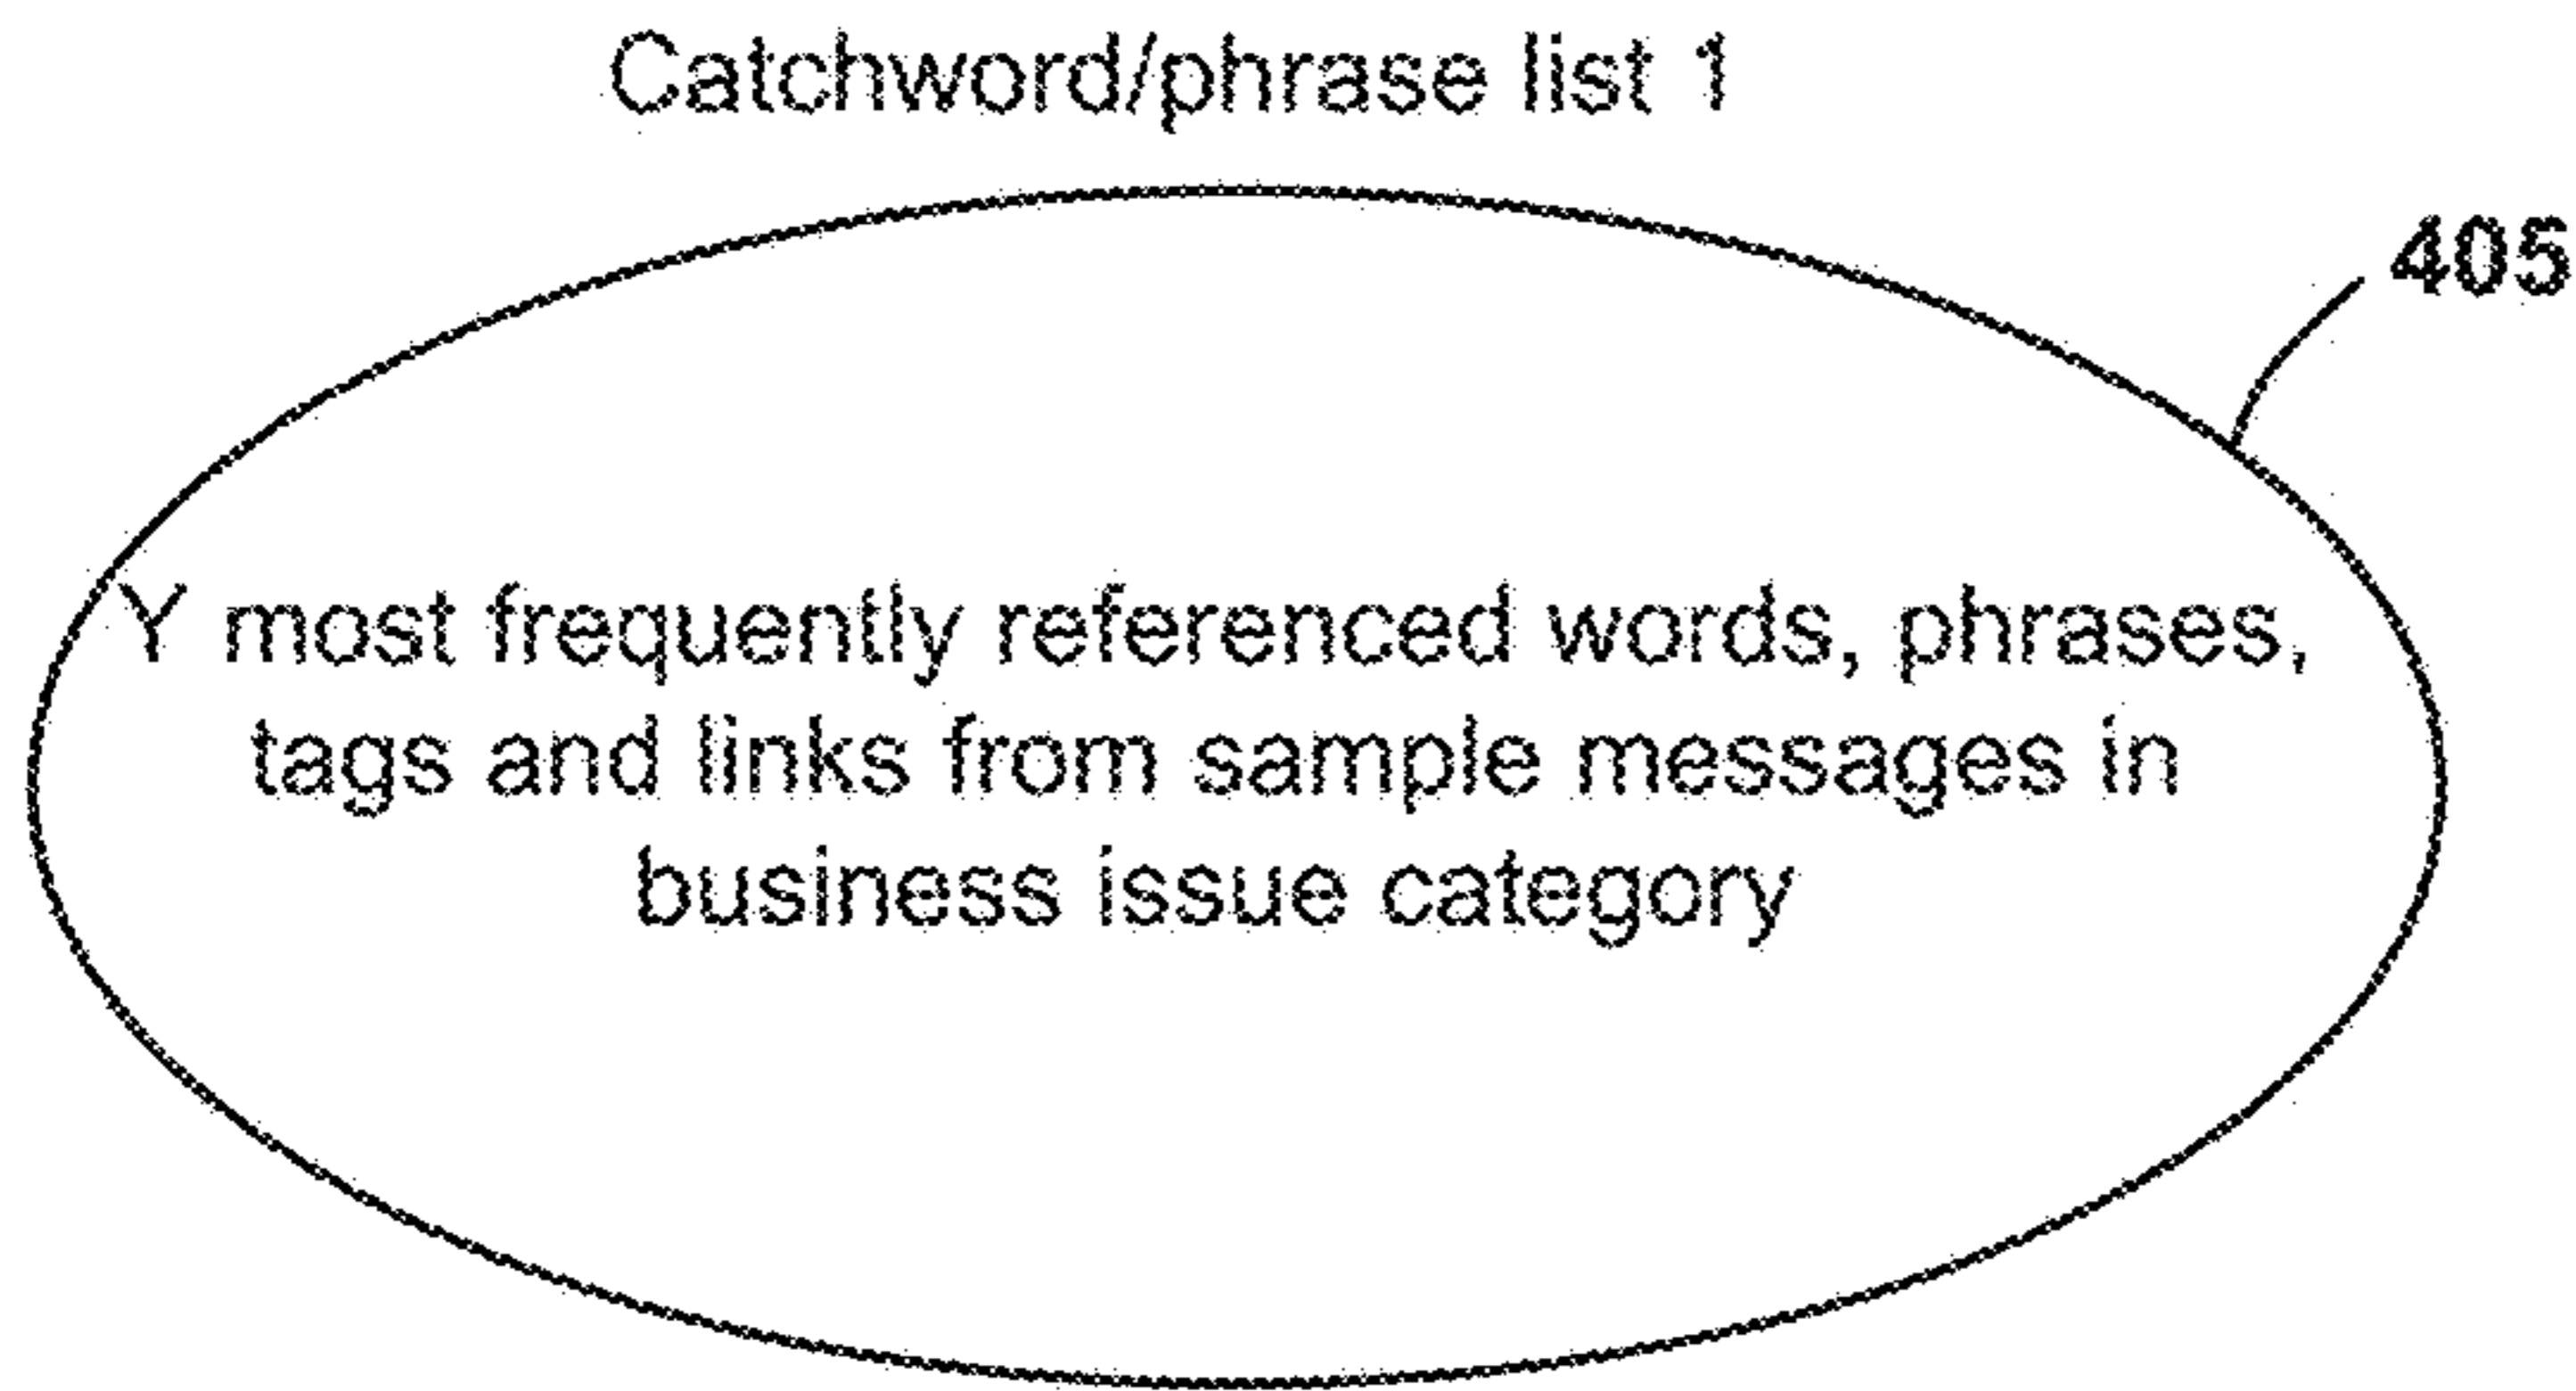 Catchword/phrase list 1
405
Y most frequently referenced words, phrases,
tags and links from sample messages in
business issue category